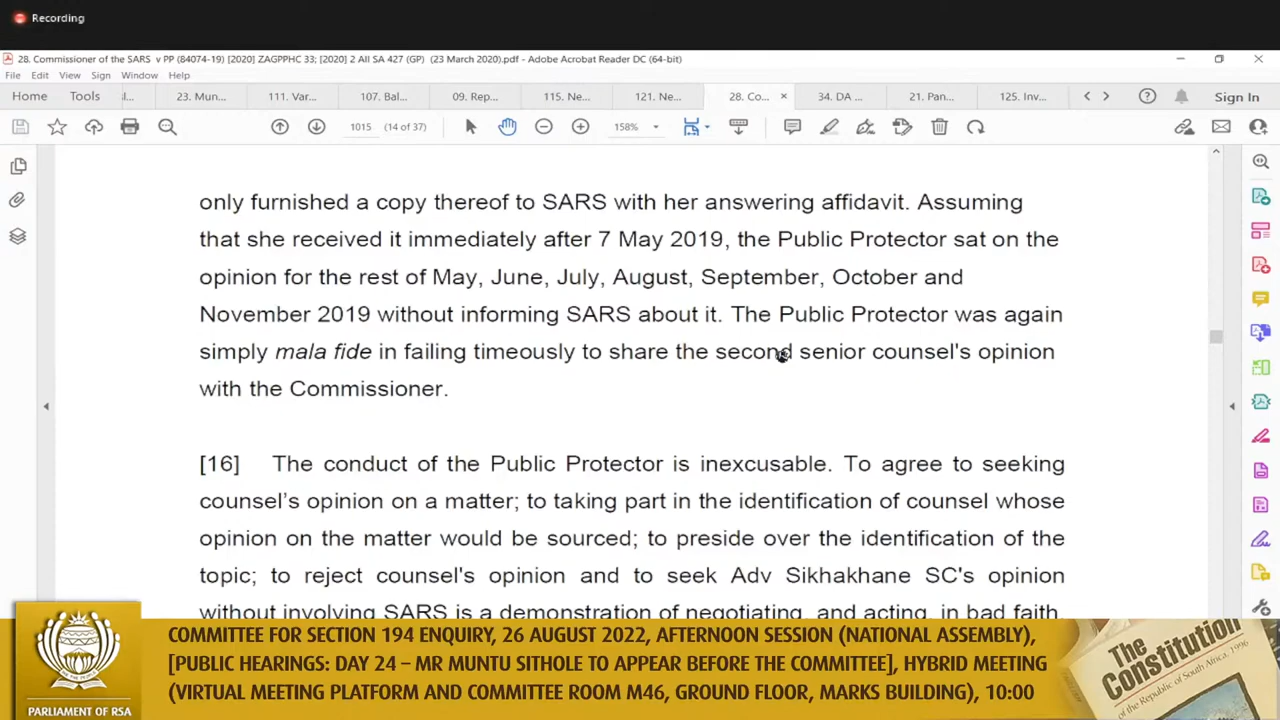 Recording
28. Commissioner of the SARS v PP (84074-19) [2020] ZAGPPHC 33; [2020] 2 All SA 427 (GP) (23 March 2020).pdf - Adobe Acrobat Reader DC (64-bit)
File Edit View Sign Window Help
Home Tools 23. Mun... 111. Var... 107. Bal... 09. Rep... 115. Ne... 121. Ne... 28. Co... 34. DA ... 21. Pan... 125. Inv... Sign In
1015 (14 of 37) 158%
only furnished a copy thereof to SARS with her answering affidavit. Assuming
that she received it immediately after 7 May 2019, the Public Protector sat on the
opinion for the rest of May, June, July, August, September, October and
November 2019 without informing SARS about it. The Public Protector was again
simply mala fide in failing timeously to share the second senior counsel's opinion
with the Commissioner.
[16] The conduct of the Public Protector is inexcusable. To agree to seeking
counsel's opinion on a matter; to taking part in the identification of counsel whose
opinion on the matter would be sourced; to preside over the identification of the
topic; to reject counsel's opinion and to seek Adv Sikhakhane SC's opinion
without involving SARS is a demonstration of negotiating, and acting, in bad faith
COMMITTEE FOR SECTION 194 ENQUIRY, 26 AUGUST 2022, AFTERNOON SESSION (NATIONAL ASSEMBLY),
[PUBLIC HEARINGS: DAY 24 – MR MUNTU SITHOLE TO APPEAR BEFORE THE COMMITTEE], HYBRID MEETING
(VIRTUAL MEETING PLATFORM AND COMMITTEE ROOM M46, GROUND FLOOR, MARKS BUILDING), 10:00
PARLIAMENT OF RSA
The
Constitution
of the Republic of South Africa, 1996